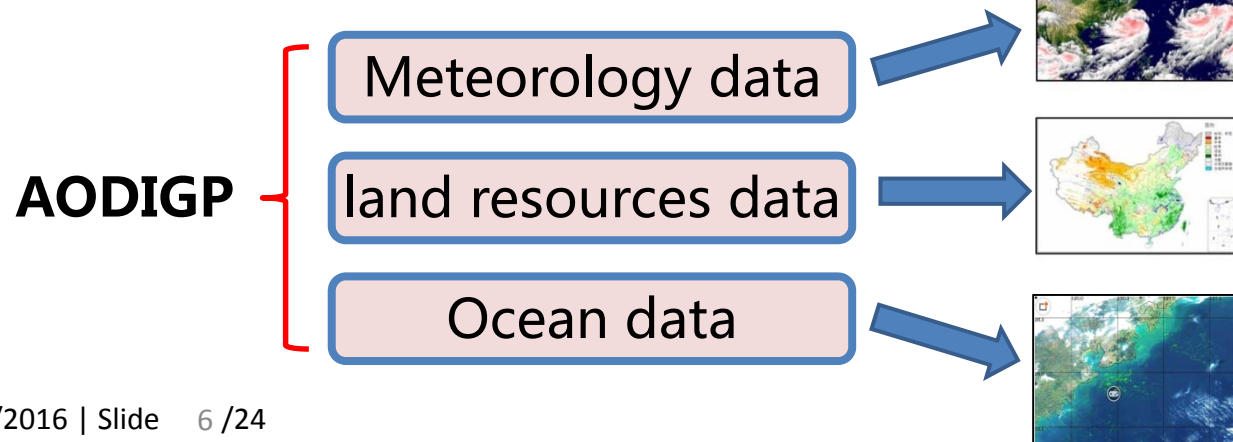 Meteorology data
AODIGP
land resources data
Ocean data
/2016 | Slide 6 /24